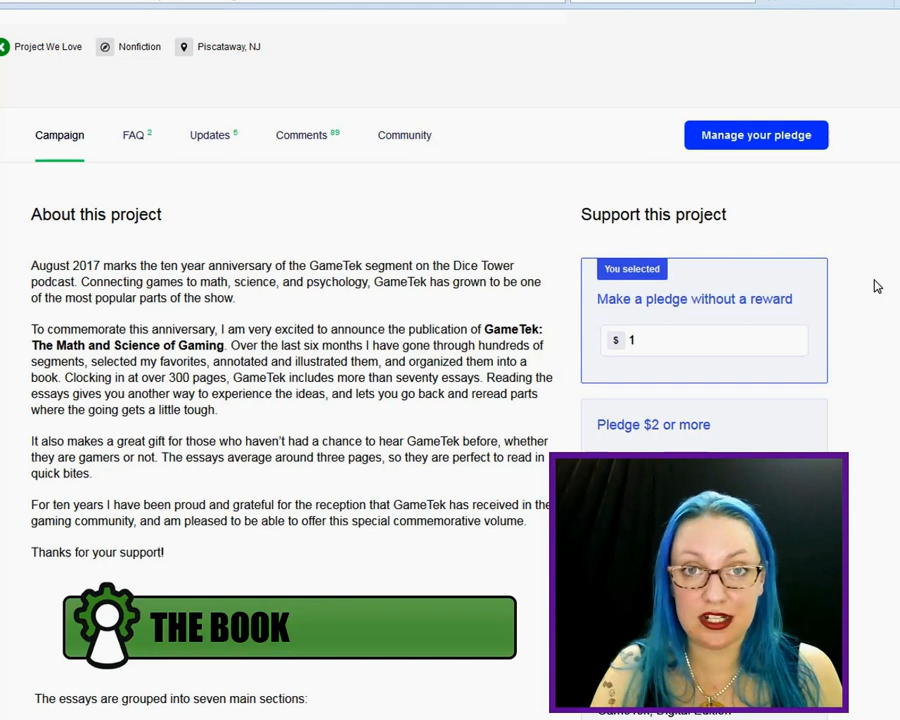 Project We Love
Nonfiction
Piscataway, NJ
Campaign
FAQ 2
Updates 6
Comments 89
Community
Manage your pledge
About this project
August 2017 marks the ten year anniversary of the GameTek segment on the Dice Tower
podcast. Connecting games to math, science, and psychology, GameTek has grown to be one
of the most popular parts of the show.
To commemorate this anniversary, I am very excited to announce the publication of GameTek:
The Math and Science of Gaming. Over the last six months I have gone through hundreds of
segments, selected my favorites, annotated and illustrated them, and organized them into a
book. Clocking in at over 300 pages, GameTek includes more than seventy essays. Reading the
essays gives you another way to experience the ideas, and lets you go back and reread parts
where the going gets a little tough.
It also makes a great gift for those who haven't had a chance to hear GameTek before, whether
they are gamers or not. The essays average around three pages, so they are perfect to read in
quick bites.
For ten years I have been proud and grateful for the reception that GameTek has received in the
gaming community, and am pleased to be able to offer this special commemorative volume.
Thanks for your support!
THE BOOK
The essays are grouped into seven main sections:
Support this project
You selected
Make a pledge without a reward
$ 1
Pledge $2 or more
GameTek, Digital Edition